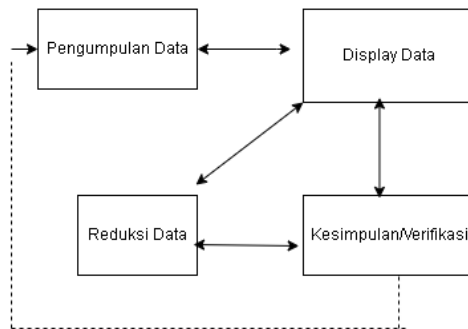 Pengumpulan Data
Display Data
Reduksi Data
Kesimpulan/Verifikasi